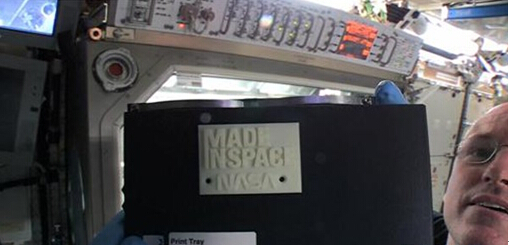 MADE
IN SPACE
NASA
Print Tray